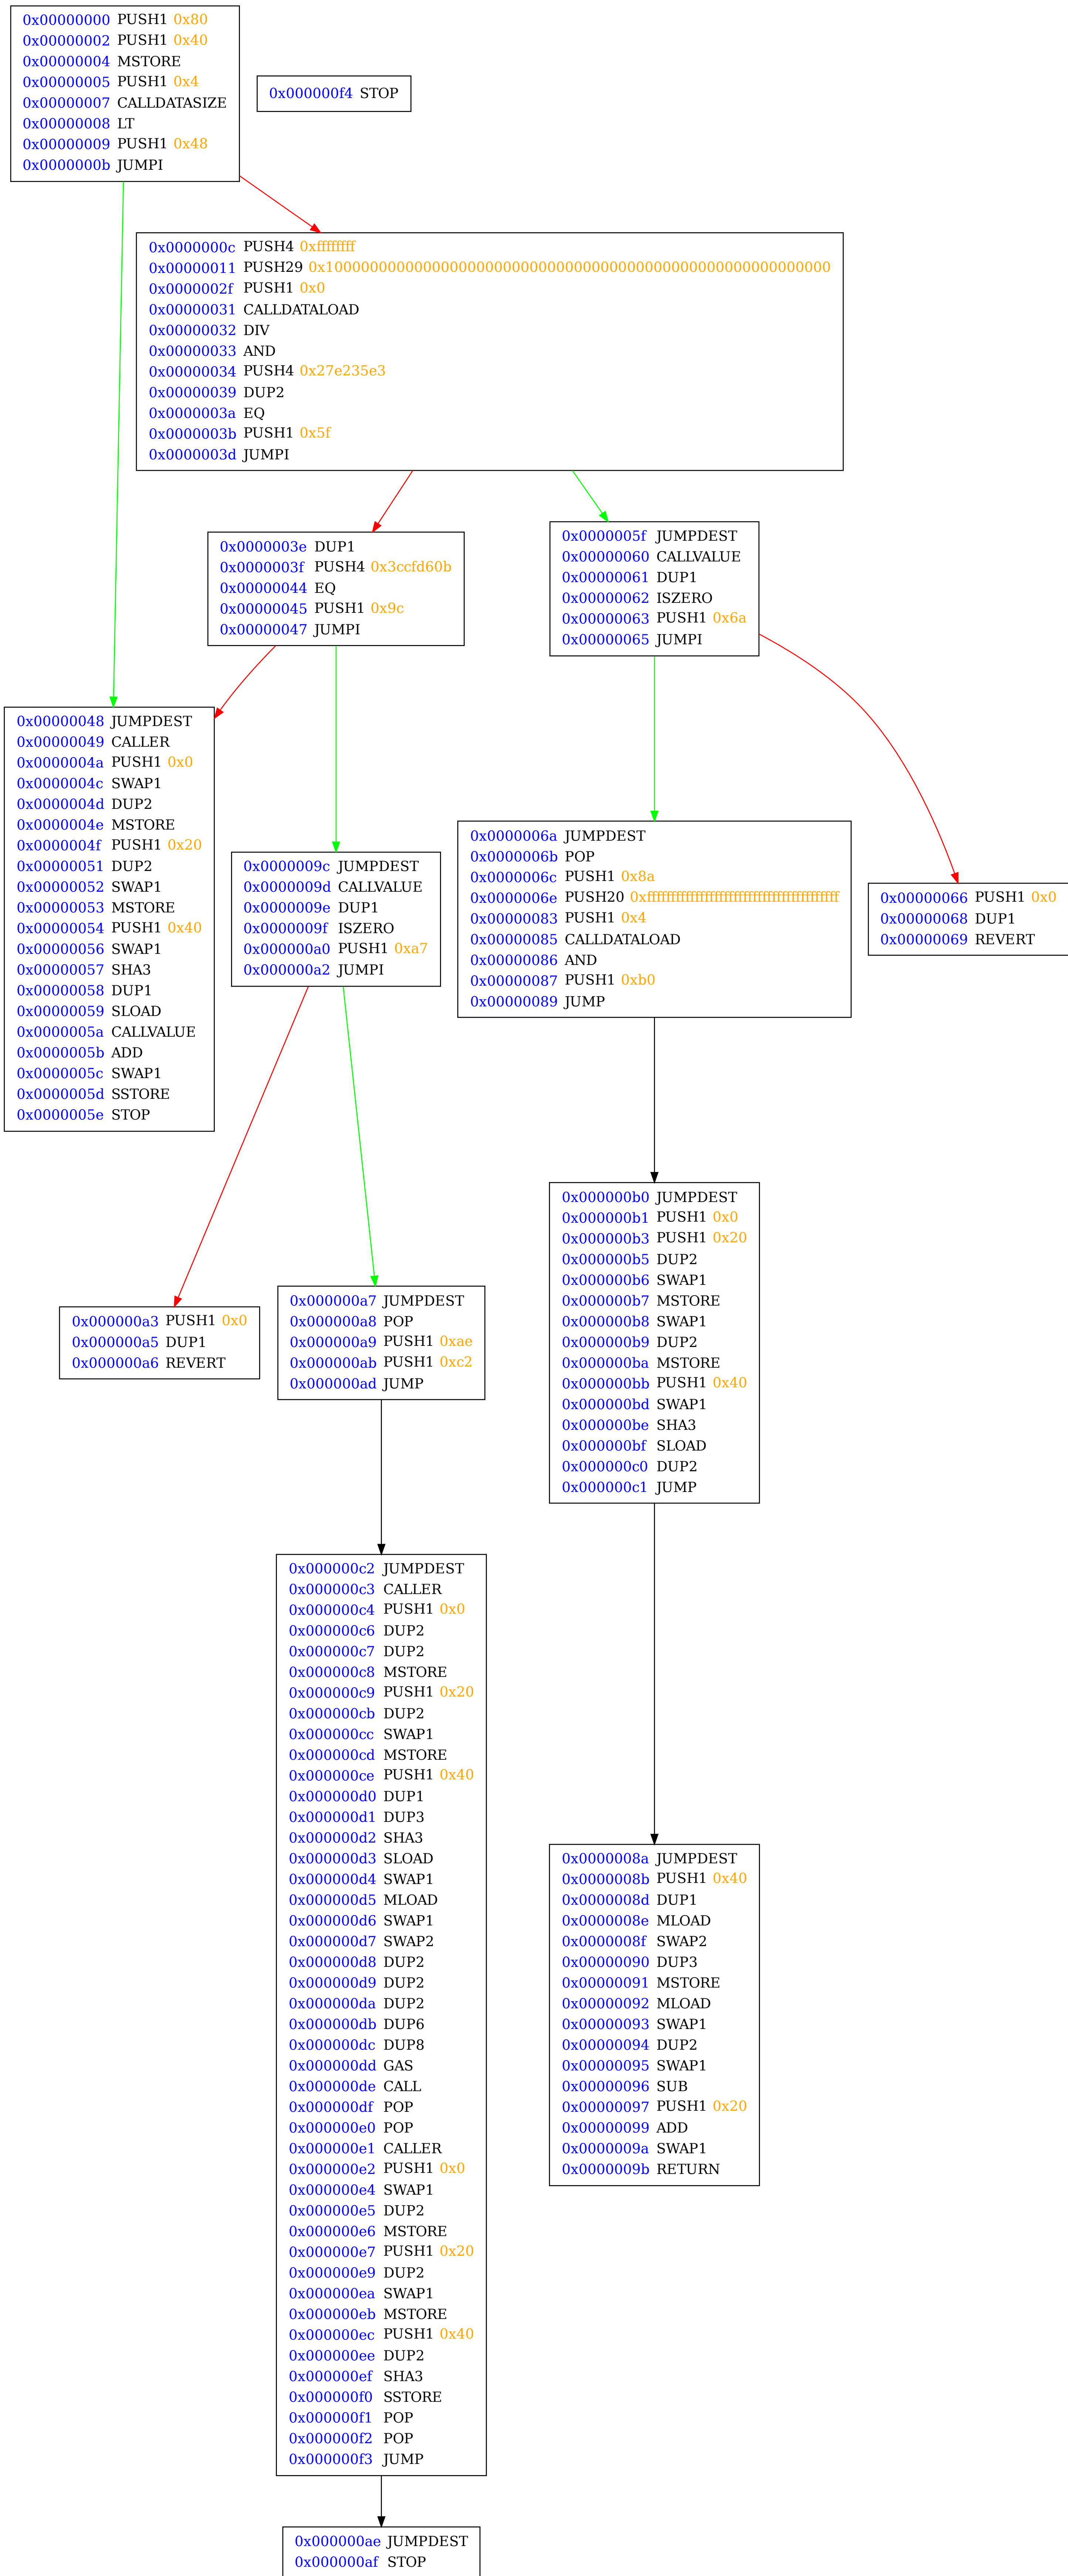 0x00000000 PUSH1 0x80
0x00000002 PUSH1 0x40
0x00000004 MSTORE
0x00000005 PUSH1 0x4
0x00000007 CALLDATASIZE
0x00000008 LT
0x00000009 PUSH1 0x48
0x0000000b JUMPI
0x000000f4 STOP
0x0000000c PUSH4 0xffffffff
0x00000011 PUSH29 0x100000000000000000000000000000000000000000000000000000000
0x0000002f PUSH1 0x0
0x00000031 CALLDATALOAD
0x00000032 DIV
0x00000033 AND
0x00000034 PUSH4 0x27e235e3
0x00000039 DUP2
0x0000003a EQ
0x0000003b PUSH1 0x5f
0x0000003d JUMPI
0x0000003e DUP1
0x0000003f PUSH4 0x3ccfd60b
0x00000044 EQ
0x00000045 PUSH1 0x9c
0x00000047 JUMPI
0x0000005f JUMPDEST
0x00000060 CALLVALUE
0x00000061 DUP1
0x00000062 ISZERO
0x00000063 PUSH1 0x6a
0x00000065 JUMPI
0x00000048 JUMPDEST
0x00000049 CALLER
0x0000004a PUSH1 0x0
0x0000004c SWAP1
0x0000004d DUP2
0x0000004e MSTORE
0x0000004f PUSH1 0x20
0x00000051 DUP2
0x00000052 SWAP1
0x00000053 MSTORE
0x00000054 PUSH1 0x40
0x00000056 SWAP1
0x00000057 SHA3
0x00000058 DUP1
0x00000059 SLOAD
0x0000005a CALLVALUE
0x0000005b ADD
0x0000005c SWAP1
0x0000005d SSTORE
0x0000005e STOP
0x0000009c JUMPDEST
0x0000009d CALLVALUE
0x0000009e DUP1
0x0000009f ISZERO
0x000000a0 PUSH1 0xa7
0x000000a2 JUMPI
0x0000006a JUMPDEST
0x0000006b POP
0x0000006c PUSH1 0x8a
0x0000006e PUSH20 0xffffffffffffffffffffffffffffffffffffffff
0x00000083 PUSH1 0x4
0x00000085 CALLDATALOAD
0x00000086 AND
0x00000087 PUSH1 0xb0
0x00000089 JUMP
0x00000066 PUSH1 0x0
0x00000068 DUP1
0x00000069 REVERT
0x000000b0 JUMPDEST
0x000000b1 PUSH1 0x0
0x000000b3 PUSH1 0x20
0x000000b5 DUP2
0x000000b6 SWAP1
0x000000b7 MSTORE
0x000000b8 SWAP1
0x000000b9 DUP2
0x000000ba MSTORE
0x000000bb PUSH1 0x40
0x000000bd SWAP1
0x000000be SHA3
0x000000bf SLOAD
0x000000c0 DUP2
0x000000c1 JUMP
0x000000a3 PUSH1 0x0
0x000000a5 DUP1
0x000000a6 REVERT
0x000000a7 JUMPDEST
0x000000a8 POP
0x000000a9 PUSH1 0xae
0x000000ab PUSH1 0xc2
0x000000ad JUMP
0x000000c2 JUMPDEST
0x000000c3 CALLER
0x000000c4 PUSH1 0x0
0x000000c6 DUP2
0x000000c7 DUP2
0x000000c8 MSTORE
0x000000c9 PUSH1 0x20
0x000000cb DUP2
0x000000cc SWAP1
0x000000cd MSTORE
0x000000ce PUSH1 0x40
0x000000d0 DUP1
0x000000d1 DUP3
0x000000d2 SHA3
0x000000d3 SLOAD
0x000000d4 SWAP1
0x000000d5 MLOAD
0x000000d6 SWAP1
0x000000d7 SWAP2
0x000000d8 DUP2
0x000000d9 DUP2
0x000000da DUP2
0x000000db DUP6
0x000000dc DUP8
0x000000dd GAS
0x000000de CALL
0x000000df POP
0x000000e0 POP
0x000000e1 CALLER
0x000000e2 PUSH1 0x0
0x000000e4 SWAP1
0x000000e5 DUP2
0x000000e6 MSTORE
0x000000e7 PUSH1 0x20
0x000000e9 DUP2
0x000000ea SWAP1
0x000000eb MSTORE
0x000000ec PUSH1 0x40
0x000000ee DUP2
0x000000ef SHA3
0x000000f0 SSTORE
0x000000f1 POP
0x000000f2 POP
0x000000f3 JUMP
0x0000008a JUMPDEST
0x0000008b PUSH1 0x40
0x0000008d DUP1
0x0000008e MLOAD
0x0000008f SWAP2
0x00000090 DUP3
0x00000091 MSTORE
0x00000092 MLOAD
0x00000093 SWAP1
0x00000094 DUP2
0x00000095 SWAP1
0x00000096 SUB
0x00000097 PUSH1 0x20
0x00000099 ADD
0x0000009a SWAP1
0x0000009b RETURN
0x000000ae JUMPDEST
0x000000af STOP